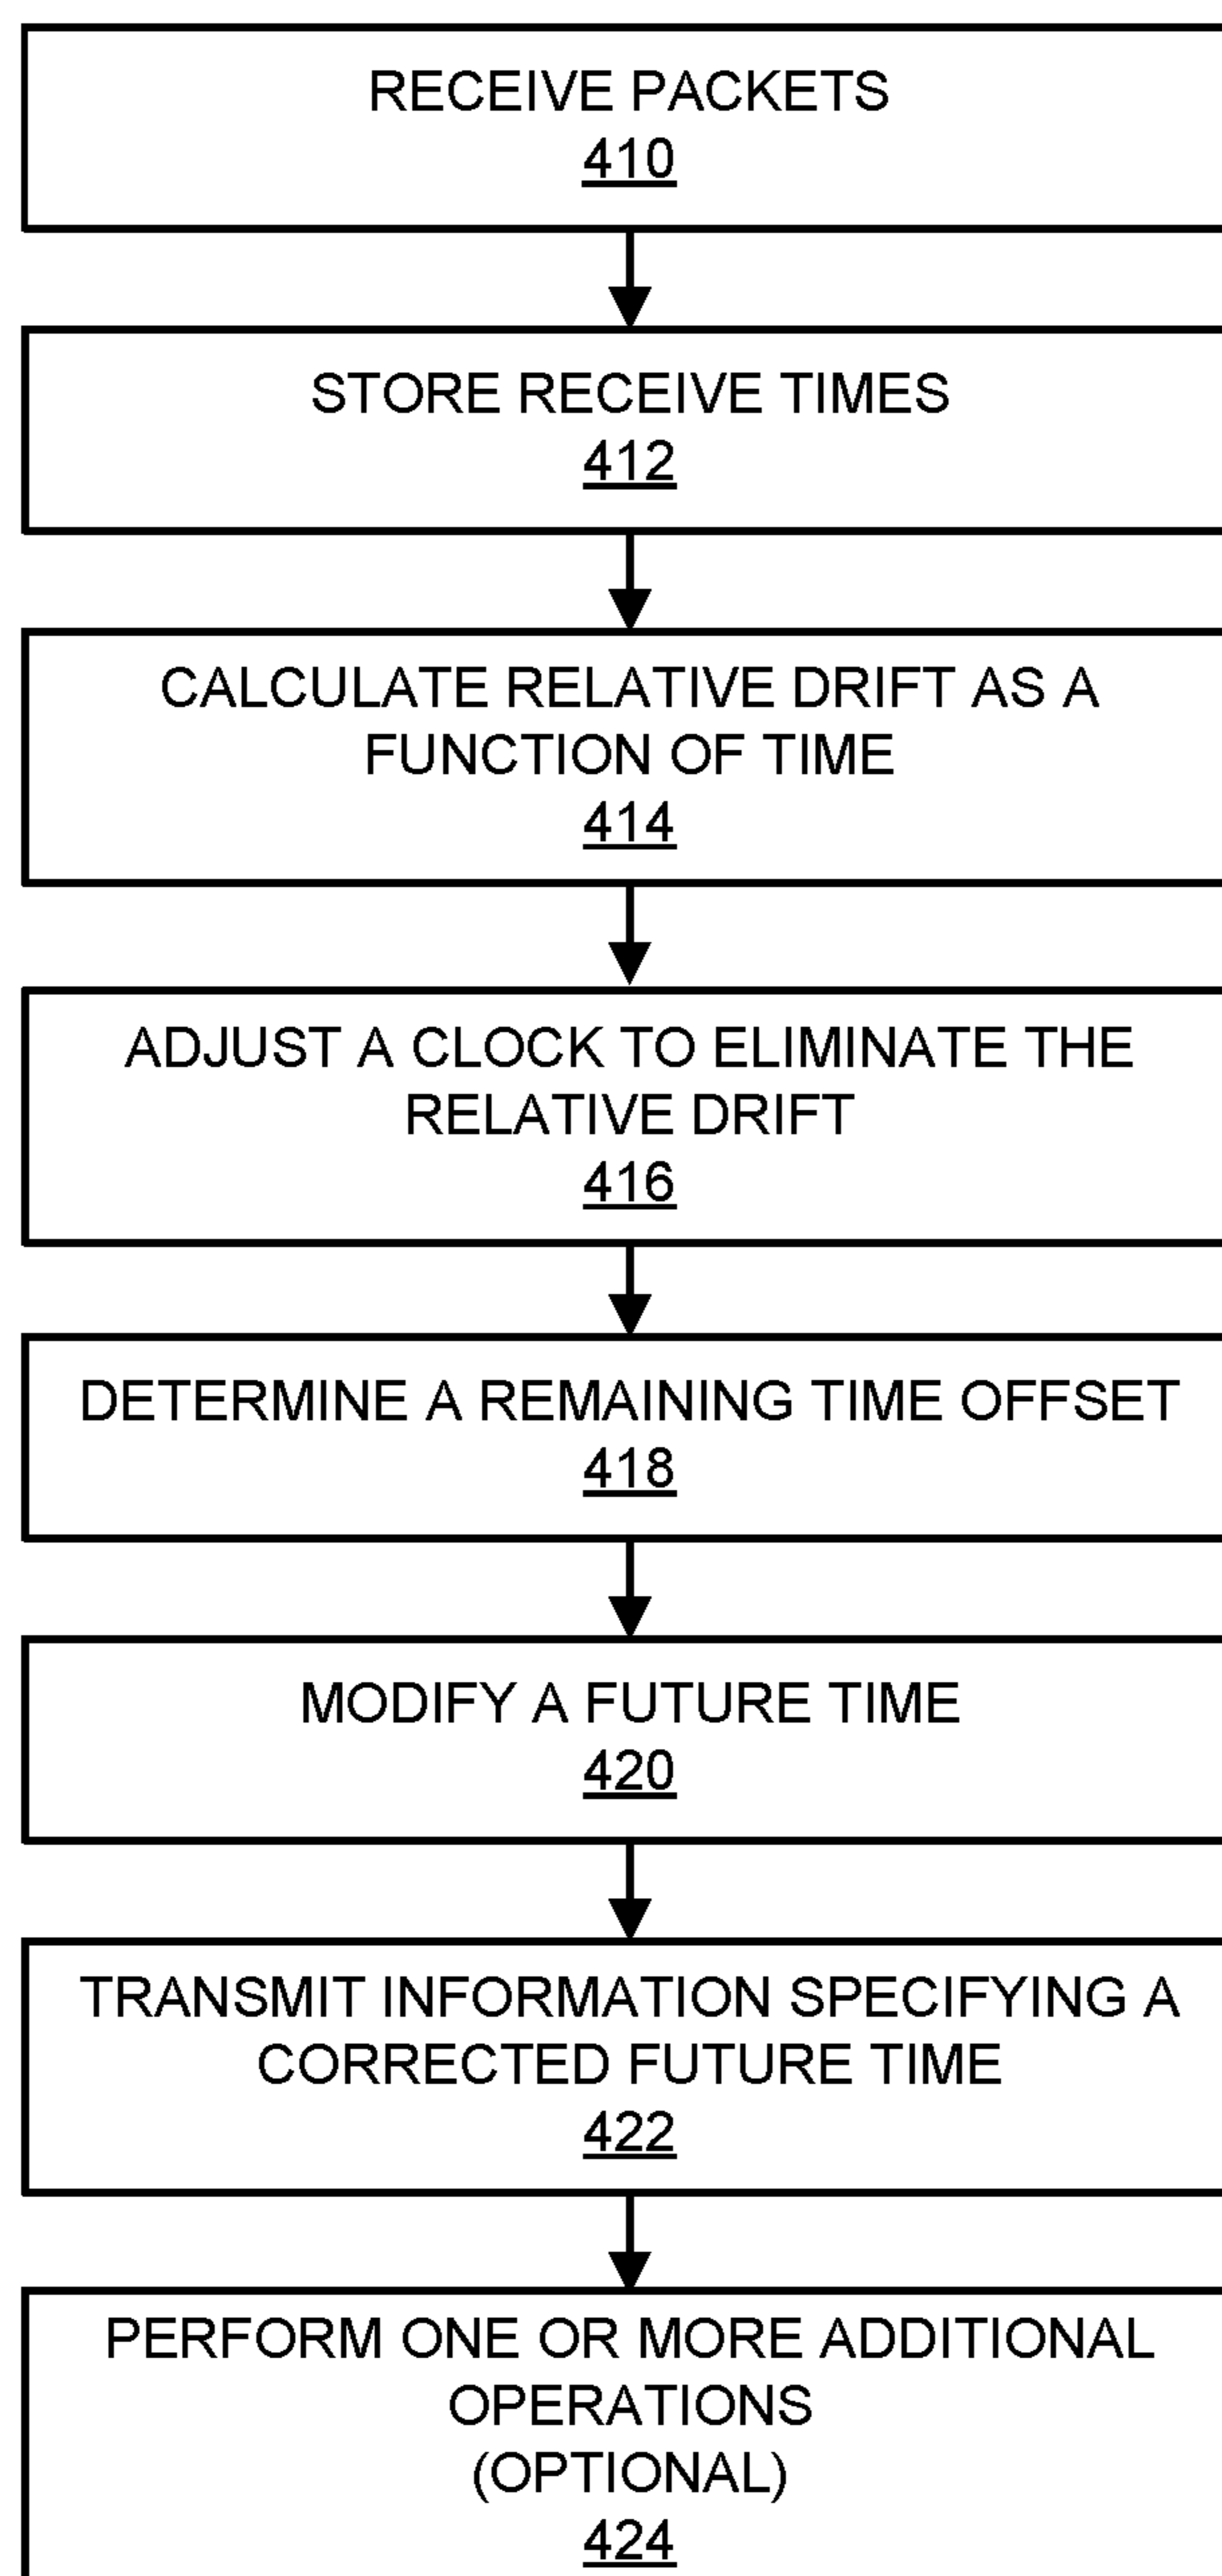 RECEIVE PACKETS
410
STORE RECEIVE TIMES
412
CALCULATE RELATIVE DRIFT AS A
FUNCTION OF TIME
414
ADJUST A CLOCK TO ELIMINATE THE
RELATIVE DRIFT
416
DETERMINE A REMAINING TIME OFFSET
418
MODIFY A FUTURE TIME
420
TRANSMIT INFORMATION SPECIFYING A
CORRECTED FUTURE TIME
422
PERFORM ONE OR MORE ADDITIONAL
OPERATIONS
(OPTIONAL)
424